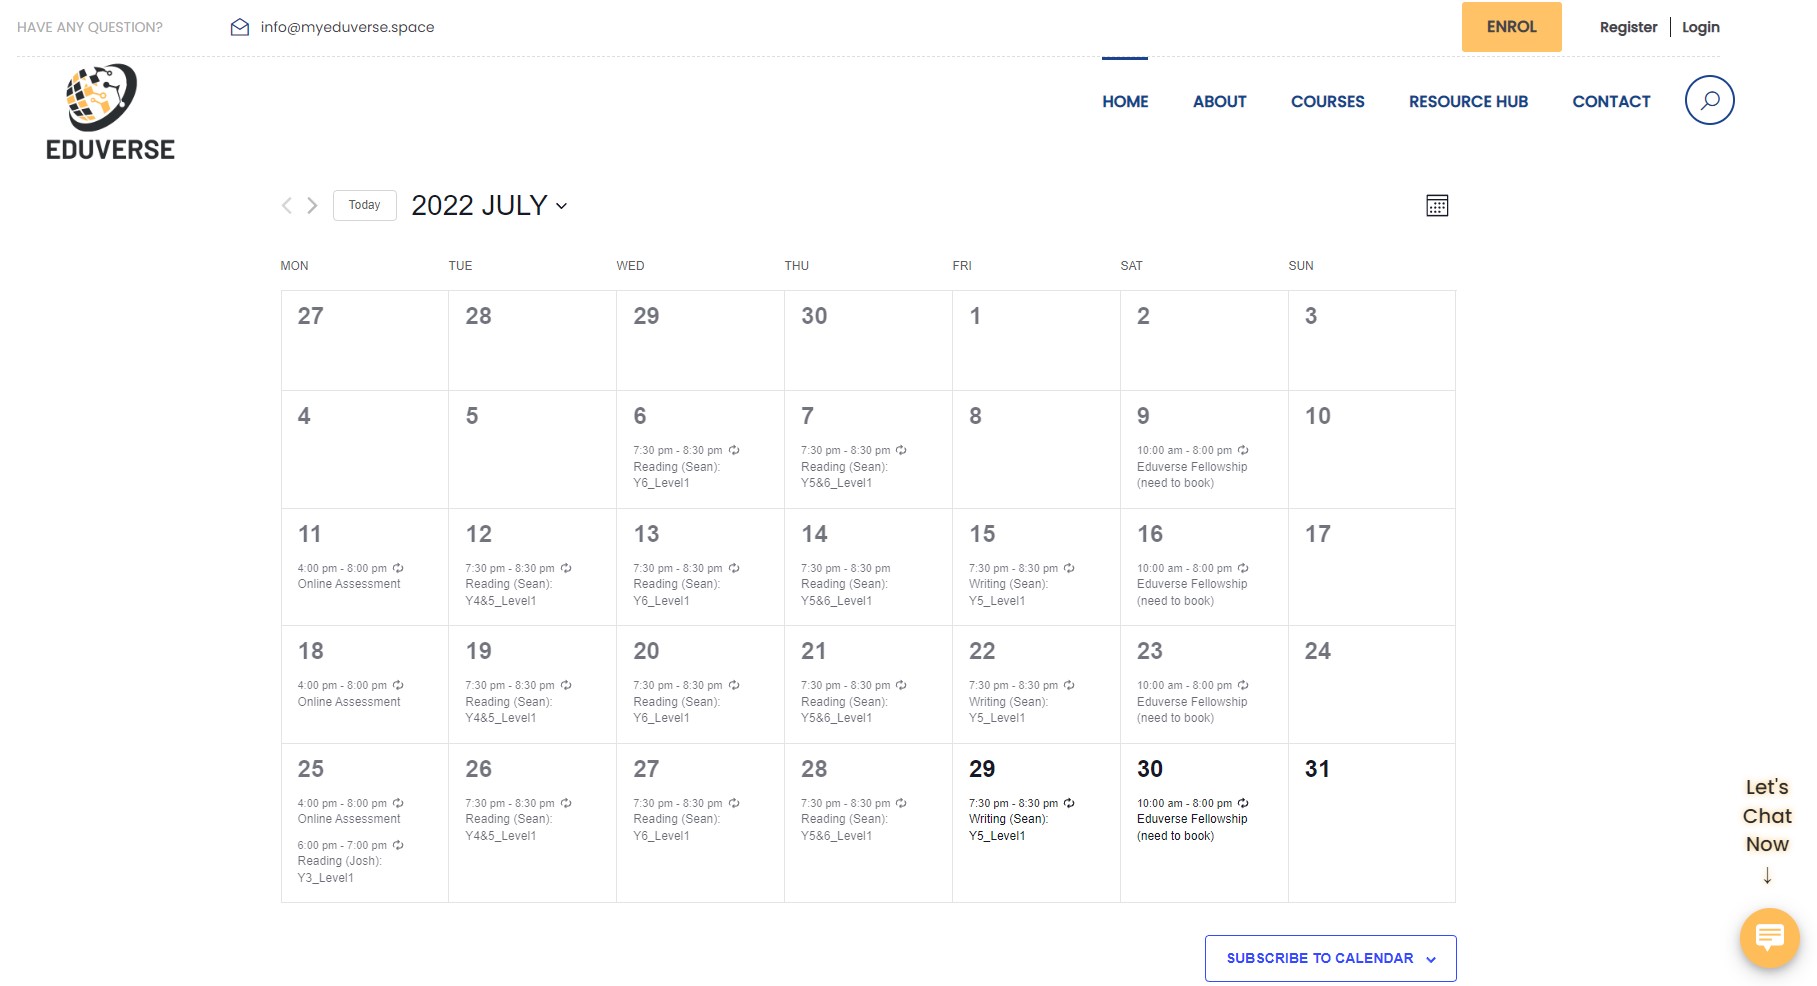 HAVE ANY QUESTION?
info@myeduverse.space
ENROL
Register
Login
EDUVERSE
HOME
ABOUT
COURSES
RESOURCE HUB
CONTACT
Today
2022 JULY
MON
TUE
WED
THU
FRI
SAT
SUN
27
28
29
30
1
2
3
4
5
6
7:30 pm - 8:30 pm
Reading (Sean):
Y6_Level1
7
7:30 pm - 8:30 pm
Reading (Sean):
Y5&6_Level1
8
9
10:00 am - 8:00 pm
Eduverse Fellowship
(need to book)
10
11
4:00 pm - 8:00 pm
Online Assessment
12
7:30 pm - 8:30 pm
Reading (Sean):
Y4&5_Level1
13
7:30 pm - 8:30 pm
Reading (Sean):
Y6_Level1
14
7:30 pm - 8:30 pm
Reading (Sean):
Y5&6_Level1
15
7:30 pm - 8:30 pm
Writing (Sean):
Y5_Level1
16
10:00 am - 8:00 pm
Eduverse Fellowship
(need to book)
17
18
4:00 pm - 8:00 pm
Online Assessment
19
7:30 pm - 8:30 pm
Reading (Sean):
Y4&5_Level1
20
7:30 pm - 8:30 pm
Reading (Sean):
Y6_Level1
21
7:30 pm - 8:30 pm
Reading (Sean):
Y5&6_Level1
22
7:30 pm - 8:30 pm
Writing (Sean):
Y5_Level1
23
10:00 am - 8:00 pm
Eduverse Fellowship
(need to book)
24
25
4:00 pm - 8:00 pm
Online Assessment
6:00 pm - 7:00 pm
Reading (Josh):
Y3_Level1
26
7:30 pm - 8:30 pm
Reading (Sean):
Y4&5_Level1
27
7:30 pm - 8:30 pm
Reading (Sean):
Y6_Level1
28
7:30 pm - 8:30 pm
Reading (Sean):
Y5&6_Level1
29
7:30 pm - 8:30 pm
Writing (Sean):
Y5_Level1
30
10:00 am - 8:00 pm
Eduverse Fellowship
(need to book)
31
Let's
Chat
Now
↓
SUBSCRIBE TO CALENDAR